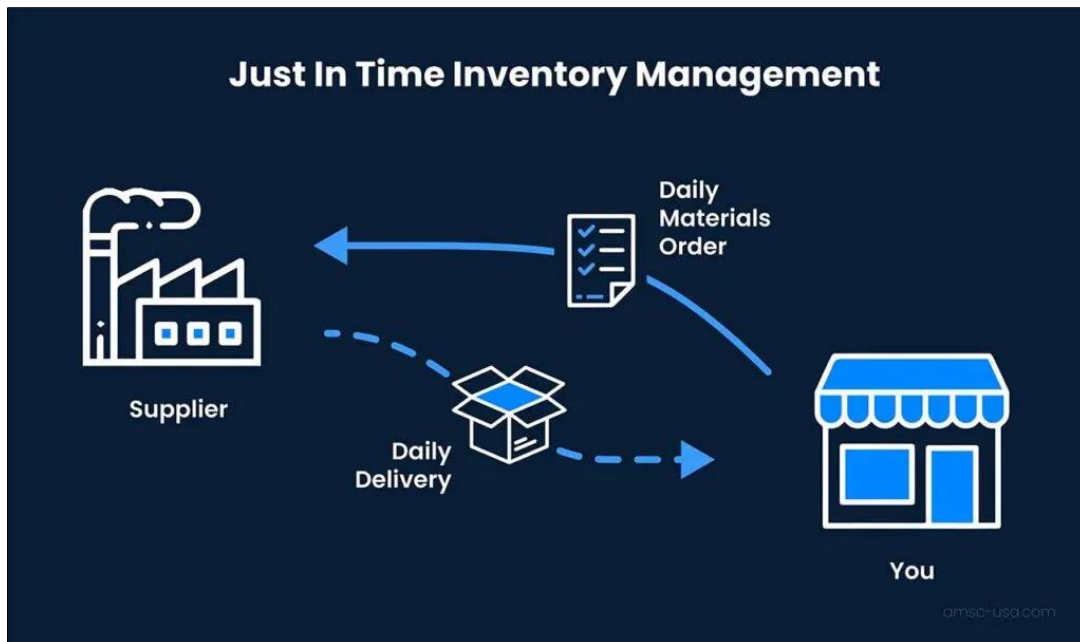 Just In Time Inventory Management
Daily
Materials
Order
Supplier
Daily
Delivery
You
amsc-usa.com